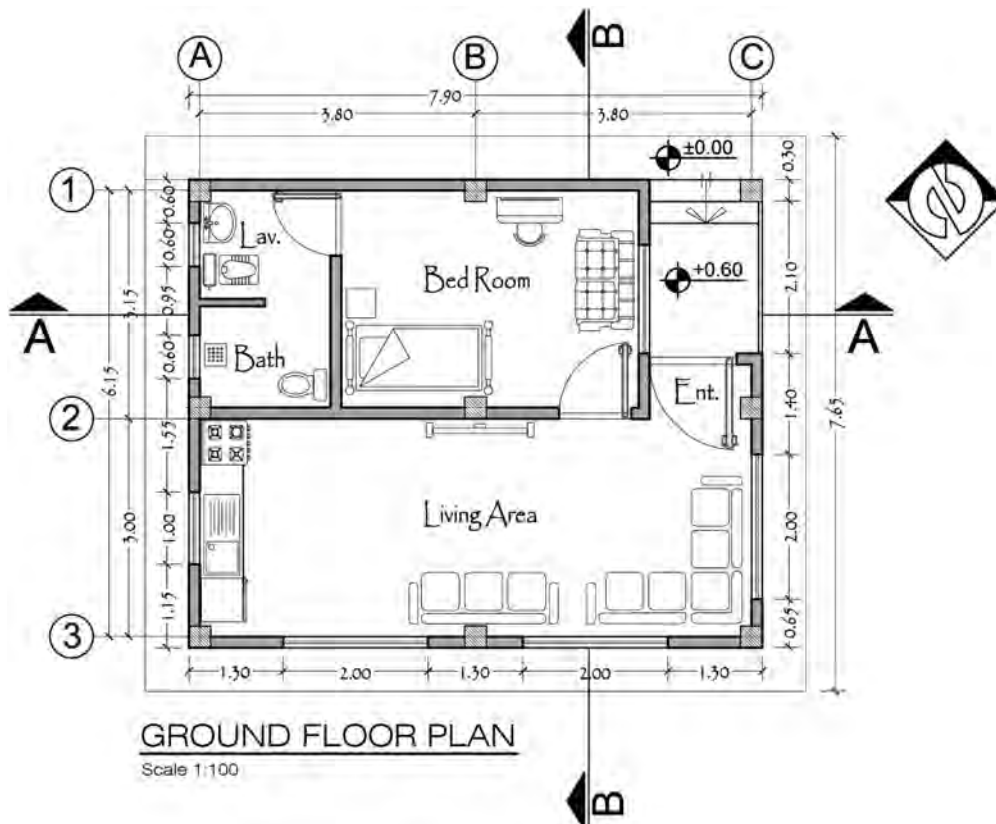 B
A
B
C
7.90
3.80
3.80
±0.00
0.30
1
0.60
Lav.
0.60
Bed Room
+0.60
2.10
0.95
3.15
A
A
0.60
Bath
6.15
Ent.
1.40
7.65
2
1.55
Living Area
1.00
3.00
2.00
1.15
0.65
3
1.30
2.00
1.30
2.00
1.30
GROUND FLOOR PLAN
Scale 1:100
B